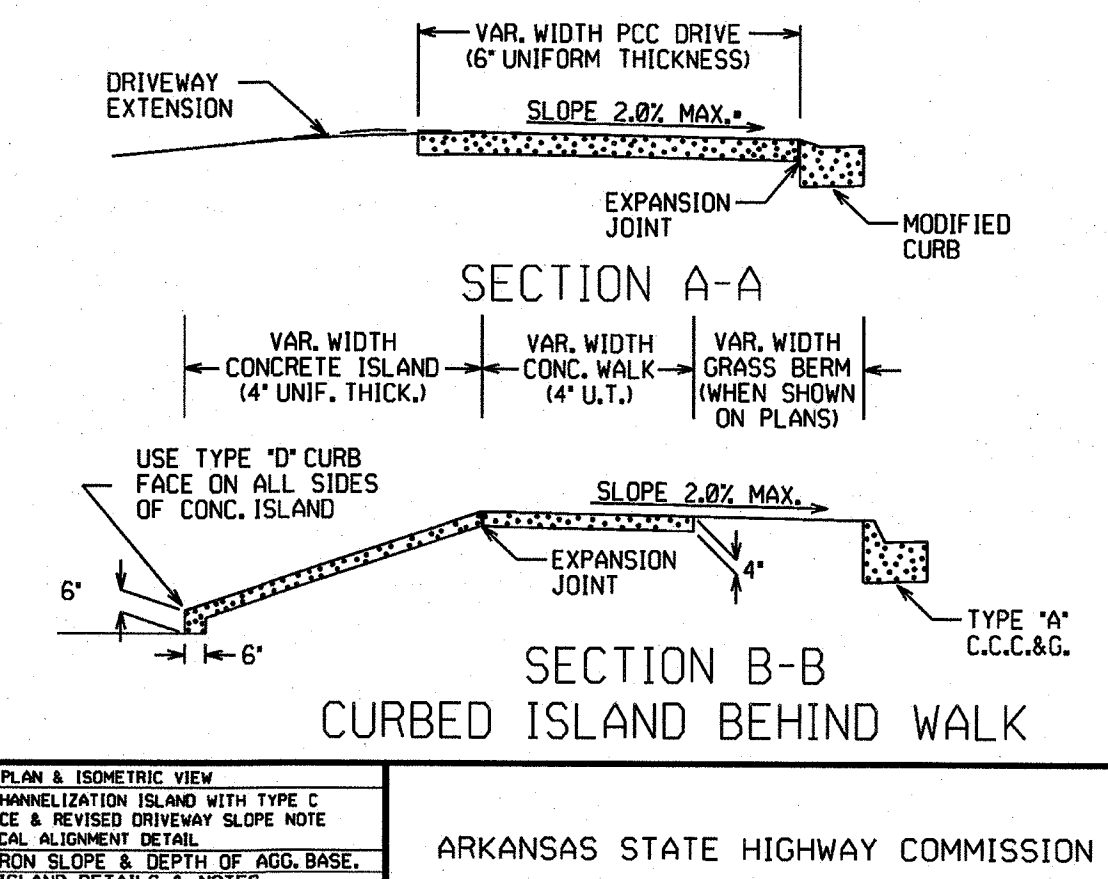 VAR. WIDTH PCC DRIVE
(6" UNIFORM THICKNESS)
DRIVEWAY
EXTENSION
SLOPE 2.0% MAX.*
EXPANSION
JOINT
MODIFIED
CURB
SECTION A-A
VAR. WIDTH
CONCRETE ISLAND
(4" UNIF. THICK.)
VAR. WIDTH
CONC. WALK
(4" U.T.)
VAR. WIDTH
GRASS BERM
(WHEN SHOWN
ON PLANS)
USE TYPE "D" CURB
FACE ON ALL SIDES
OF CONC. ISLAND
SLOPE 2.0% MAX.
EXPANSION
JOINT
4"
6"
6"
TYPE "A"
C.C.C.&G.
SECTION B-B
CURBED ISLAND BEHIND WALK
PLAN & ISOMETRIC VIEW
HANNELIZATION ISLAND WITH TYPE C
CE & REVISED DRIVEWAY SLOPE NOTE
CAL ALIGNMENT DETAIL
RON SLOPE & DEPTH OF AGG. BASE.
ISLAND DETAILS & NOTES
ARKANSAS STATE HIGHWAY COMMISSION